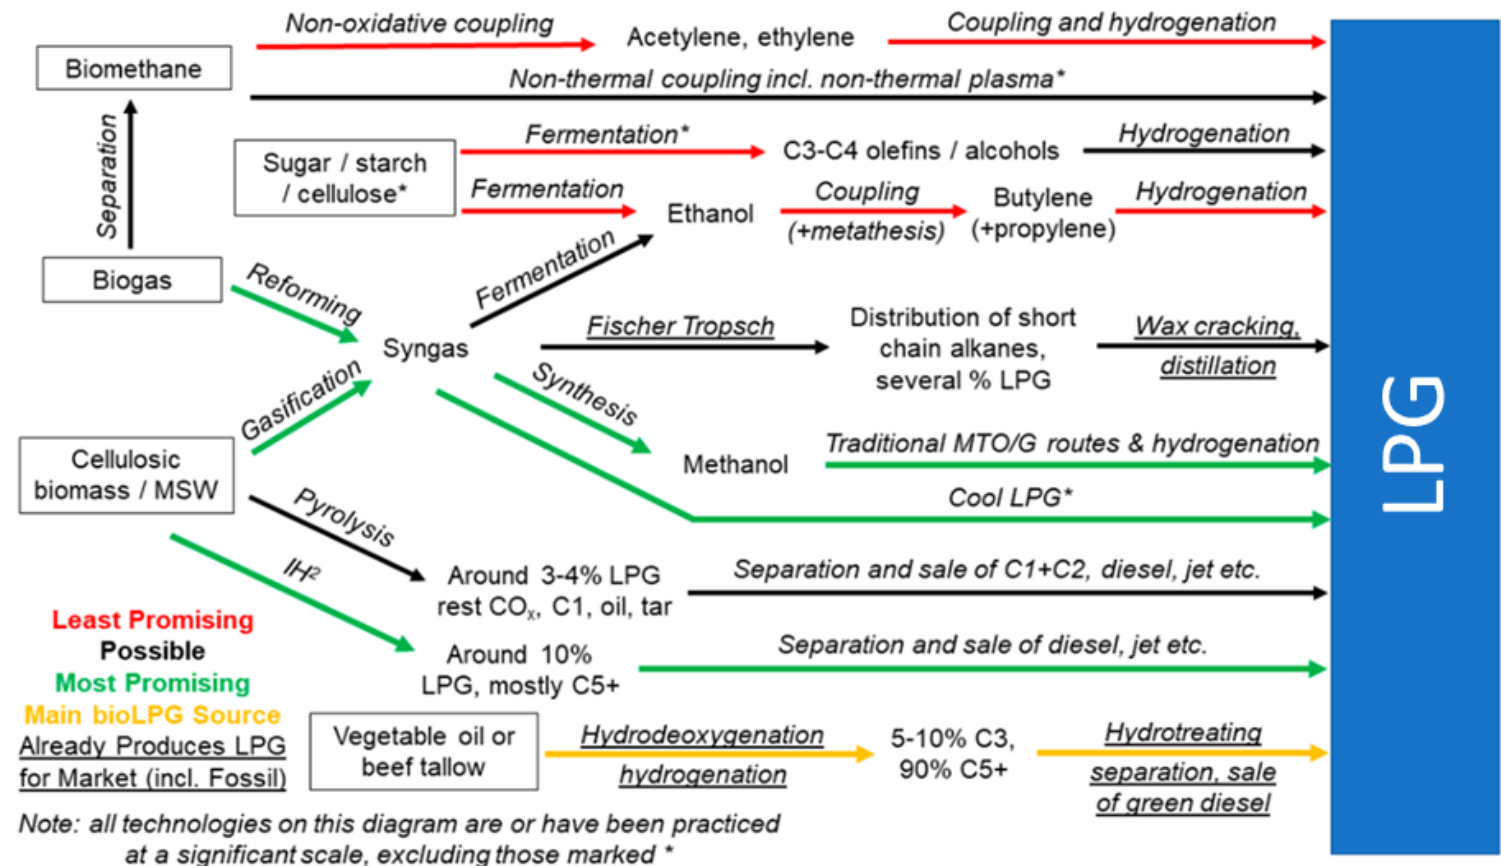 Non-oxidative coupling
Acetylene, ethylene
Coupling and hydrogenation
Biomethane
Non-thermal coupling incl. non-thermal plasma*
Separation
Sugar / starch
/ cellulose*
Fermentation*
C3-C4 olefins / alcohols
Hydrogenation
Fermentation
Ethanol
Coupling
(+metathesis)
Butylene
(+propylene)
Hydrogenation
Biogas
Reforming
Fermentation
Syngas
Fischer Tropsch
Distribution of short
chain alkanes,
several % LPG
Wax cracking,
distillation
Gasification
Synthesis
Cellulosic
biomass / MSW
Methanol
Traditional MTO/G routes & hydrogenation
Cool LPG*
Pyrolysis
IH²
Around 3-4% LPG
rest COₓ, C1, oil, tar
Separation and sale of C1+C2, diesel, jet etc.
Around 10%
LPG, mostly C5+
Separation and sale of diesel, jet etc.
LPG
Least Promising
Possible
Most Promising
Main bioLPG Source
Already Produces LPG
for Market (incl. Fossil)
Vegetable oil or
beef tallow
Hydrodeoxygenation
hydrogenation
5-10% C3,
90% C5+
Hydrotreating
separation, sale
of green diesel
Note: all technologies on this diagram are or have been practiced
at a significant scale, excluding those marked *